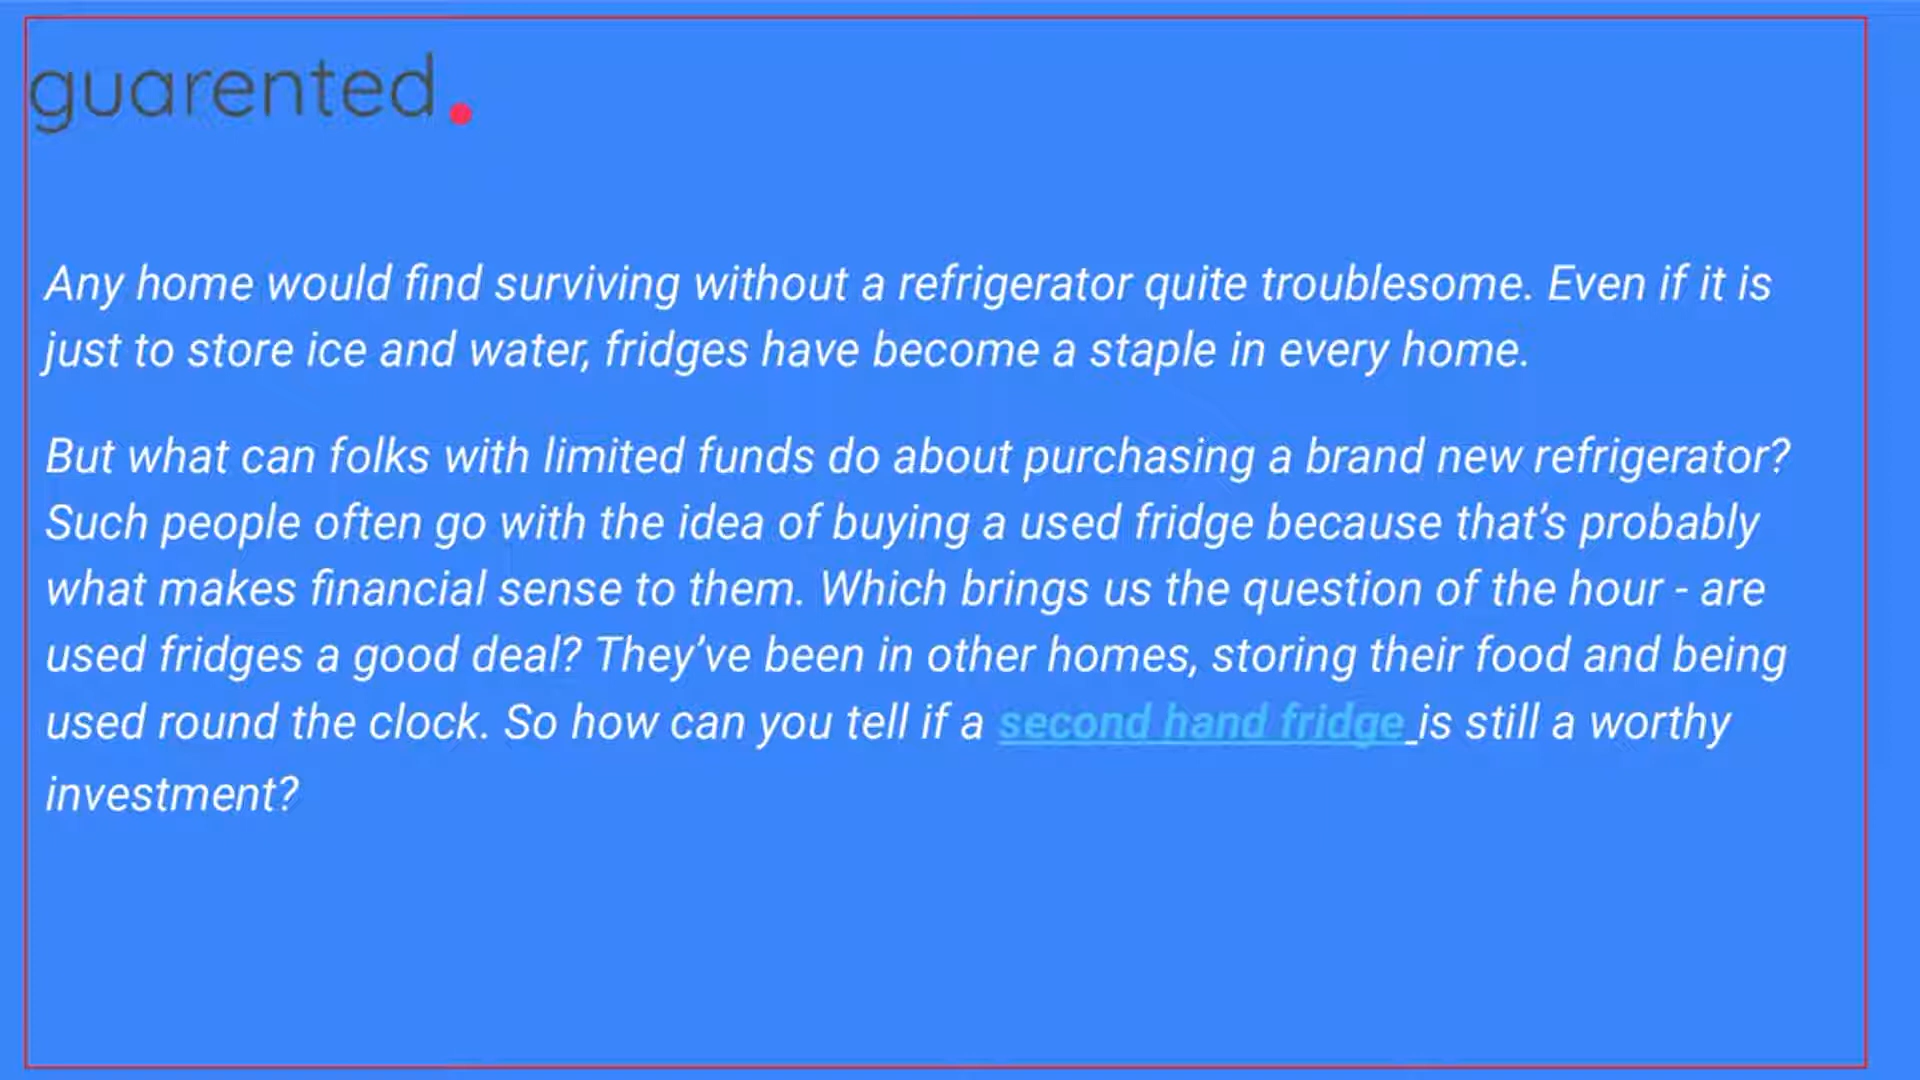 guarented.
Any home would find surviving without a refrigerator quite troublesome. Even if it is
just to store ice and water, fridges have become a staple in every home.
But what can folks with limited funds do about purchasing a brand new refrigerator?
Such people often go with the idea of buying a used fridge because that’s probably
what makes financial sense to them. Which brings us the question of the hour - are
used fridges a good deal? They’ve been in other homes, storing their food and being
used round the clock. So how can you tell if a second hand fridge is still a worthy
investment?